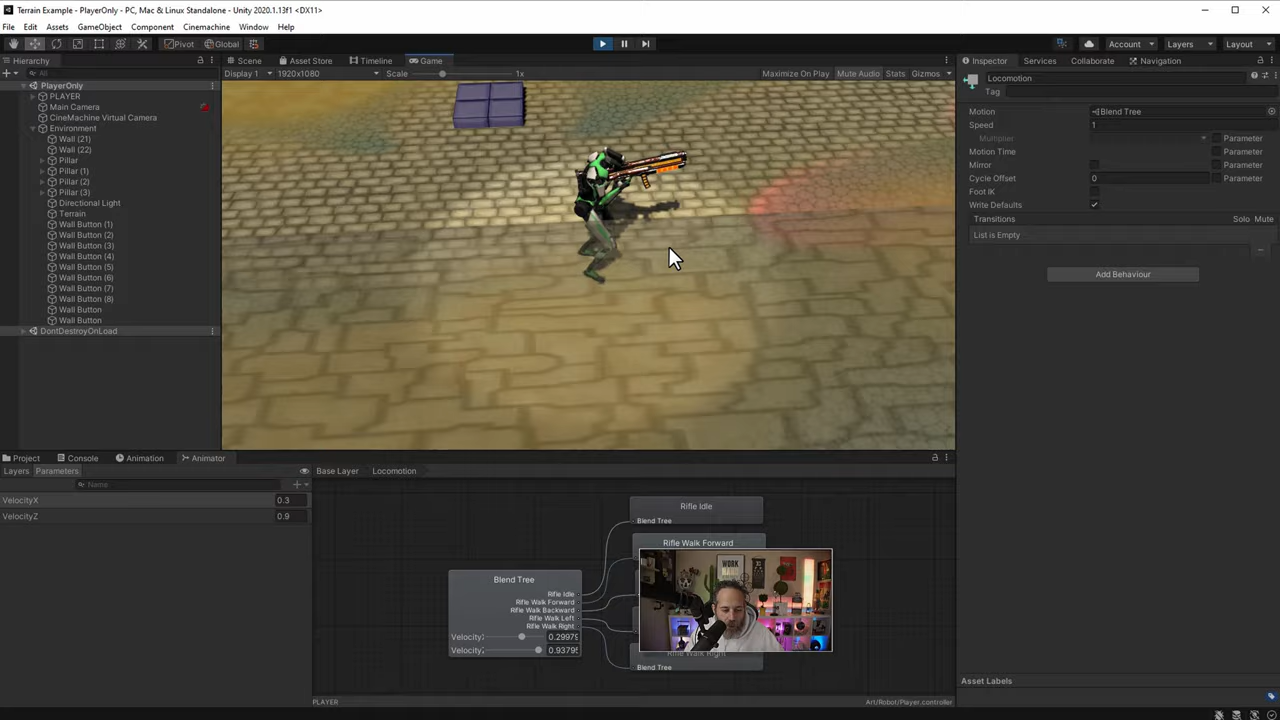 Terrain Example - PlayerOnly - PC, Mac & Linux Standalone - Unity 2020.1.13f1 <DX11>
File Edit Assets GameObject Component Cinemachine Window Help
Pivot Global Account Layers Layout
Hierarchy Scene Asset Store Timeline Game Inspector Services Collaborate Navigation
All Display 1 1920x1080 Scale 1x Maximize On Play Mute Audio Stats Gizmos
PlayerOnly
PLAYER
Main Camera
CineMachine Virtual Camera
Environment
Wall (21)
Wall (22)
Pillar
Pillar (1)
Pillar (2)
Pillar (3)
Directional Light
Terrain
Wall Button (1)
Wall Button (2)
Wall Button (3)
Wall Button (4)
Wall Button (5)
Wall Button (6)
Wall Button (7)
Wall Button (8)
Wall Button
Wall Button
DontDestroyOnLoad
Locomotion
Tag
Motion Blend Tree
Speed 1
Multiplier Parameter
Motion Time Parameter
Mirror Parameter
Cycle Offset 0 Parameter
Foot IK
Write Defaults
Transitions Solo Mute
List is Empty
Add Behaviour
Asset Labels
Project Console Animation Animator
Layers Parameters Base Layer Locomotion
Name
VelocityX 0.3
VelocityZ 0.9
Rifle Idle
Blend Tree
Rifle Walk Forward
Blend Tree
Rifle Idle
Rifle Walk Forward
Rifle Walk Backward
Rifle Walk Left
Rifle Walk Right
Velocity 0.29979
Velocity 0.93795
WORK HARD
Rifle Walk Right
Blend Tree
PLAYER Art/Robot/Player.controller